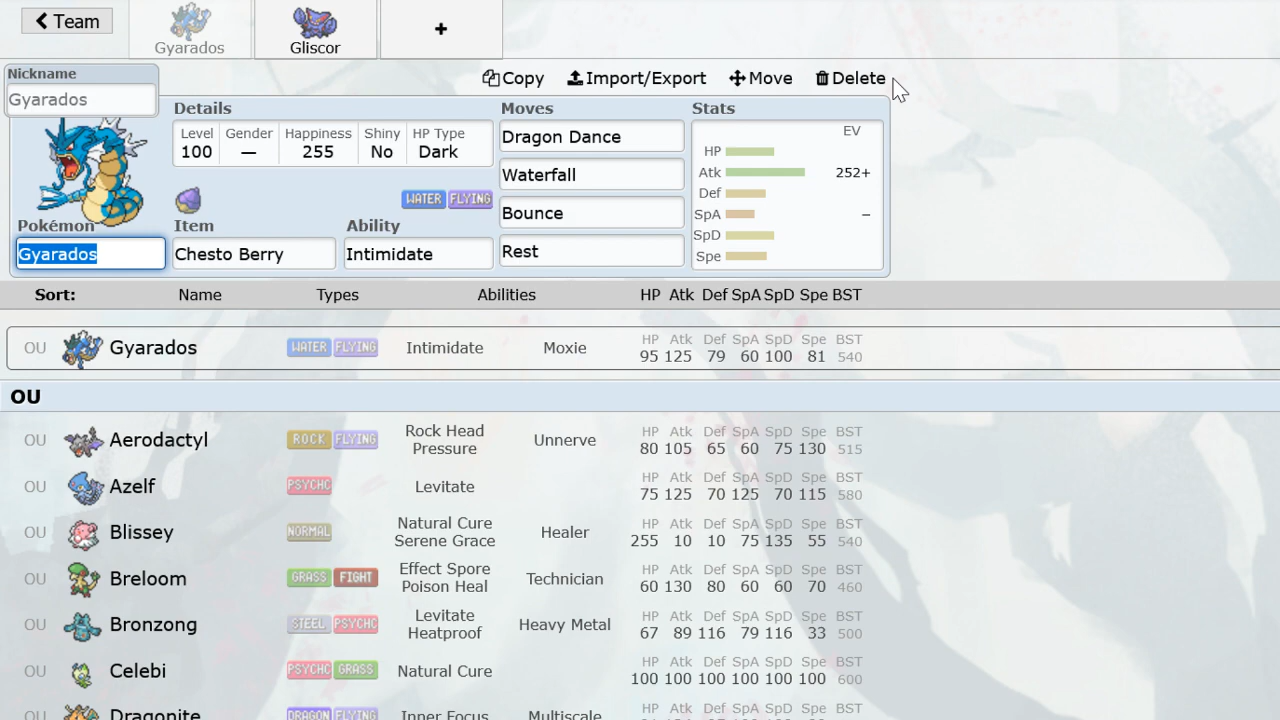 Team
Gyarados
Gliscor
+
Nickname
Gyarados
Copy
Import/Export
Move
Delete
Details
Level Gender Happiness Shiny HP Type
100 — 255 No Dark
WATER FLYING
Pokémon
Gyarados
Item
Chesto Berry
Ability
Intimidate
Moves
Dragon Dance
Waterfall
Bounce
Rest
Stats
EV
HP
Atk 252+
Def
SpA –
SpD
Spe
Sort: Name Types Abilities HP Atk Def SpA SpD Spe BST
OU Gyarados WATER FLYING Intimidate Moxie
HP Atk Def SpA SpD Spe BST
95 125 79 60 100 81 540
OU
OU Aerodactyl ROCK FLYING Rock Head Pressure Unnerve
HP Atk Def SpA SpD Spe BST
80 105 65 60 75 130 515
OU Azelf PSYCHC Levitate
HP Atk Def SpA SpD Spe BST
75 125 70 125 70 115 580
OU Blissey NORMAL Natural Cure Serene Grace Healer
HP Atk Def SpA SpD Spe BST
255 10 10 75 135 55 540
OU Breloom GRASS FIGHT Effect Spore Poison Heal Technician
HP Atk Def SpA SpD Spe BST
60 130 80 60 60 70 460
OU Bronzong STEEL PSYCHC Levitate Heatproof Heavy Metal
HP Atk Def SpA SpD Spe BST
67 89 116 79 116 33 500
OU Celebi PSYCHC GRASS Natural Cure
HP Atk Def SpA SpD Spe BST
100 100 100 100 100 100 600
OU Dragonite DRAGON FLYING Inner Focus Multiscale
HP Atk Def SpA SpD Spe BST